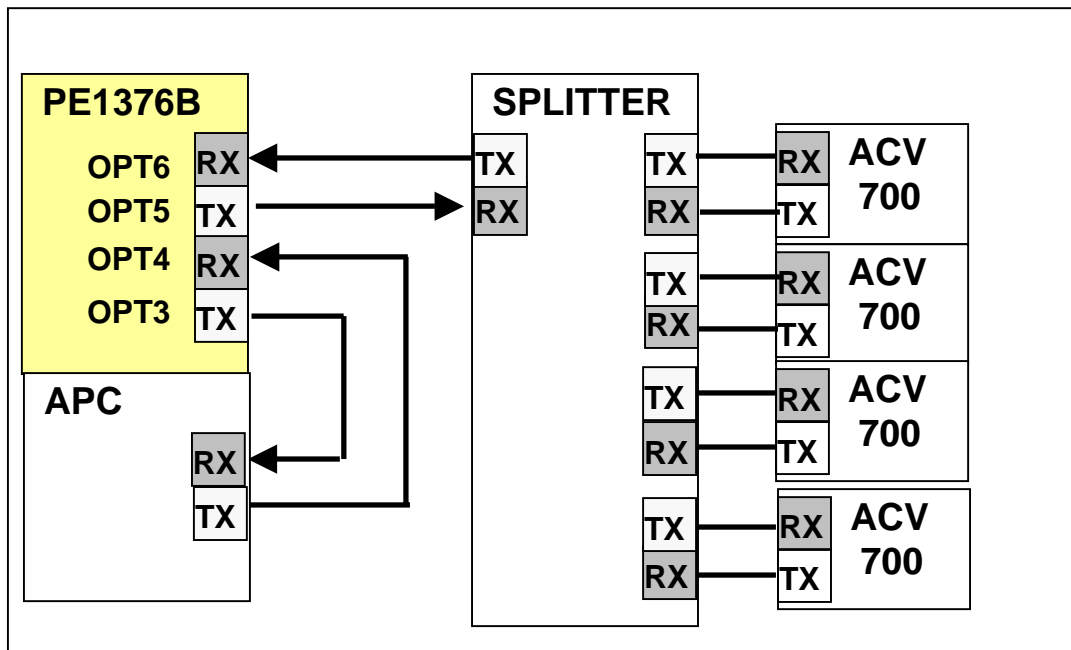 PE1376B
OPT6 RX
OPT5 TX
OPT4 RX
OPT3 TX
APC
RX
TX
SPLITTER
TX
RX
TX
RX
TX
RX
TX
RX
TX
RX
RX
TX
ACV
700
RX
TX
ACV
700
RX
TX
ACV
700
RX
TX
ACV
700